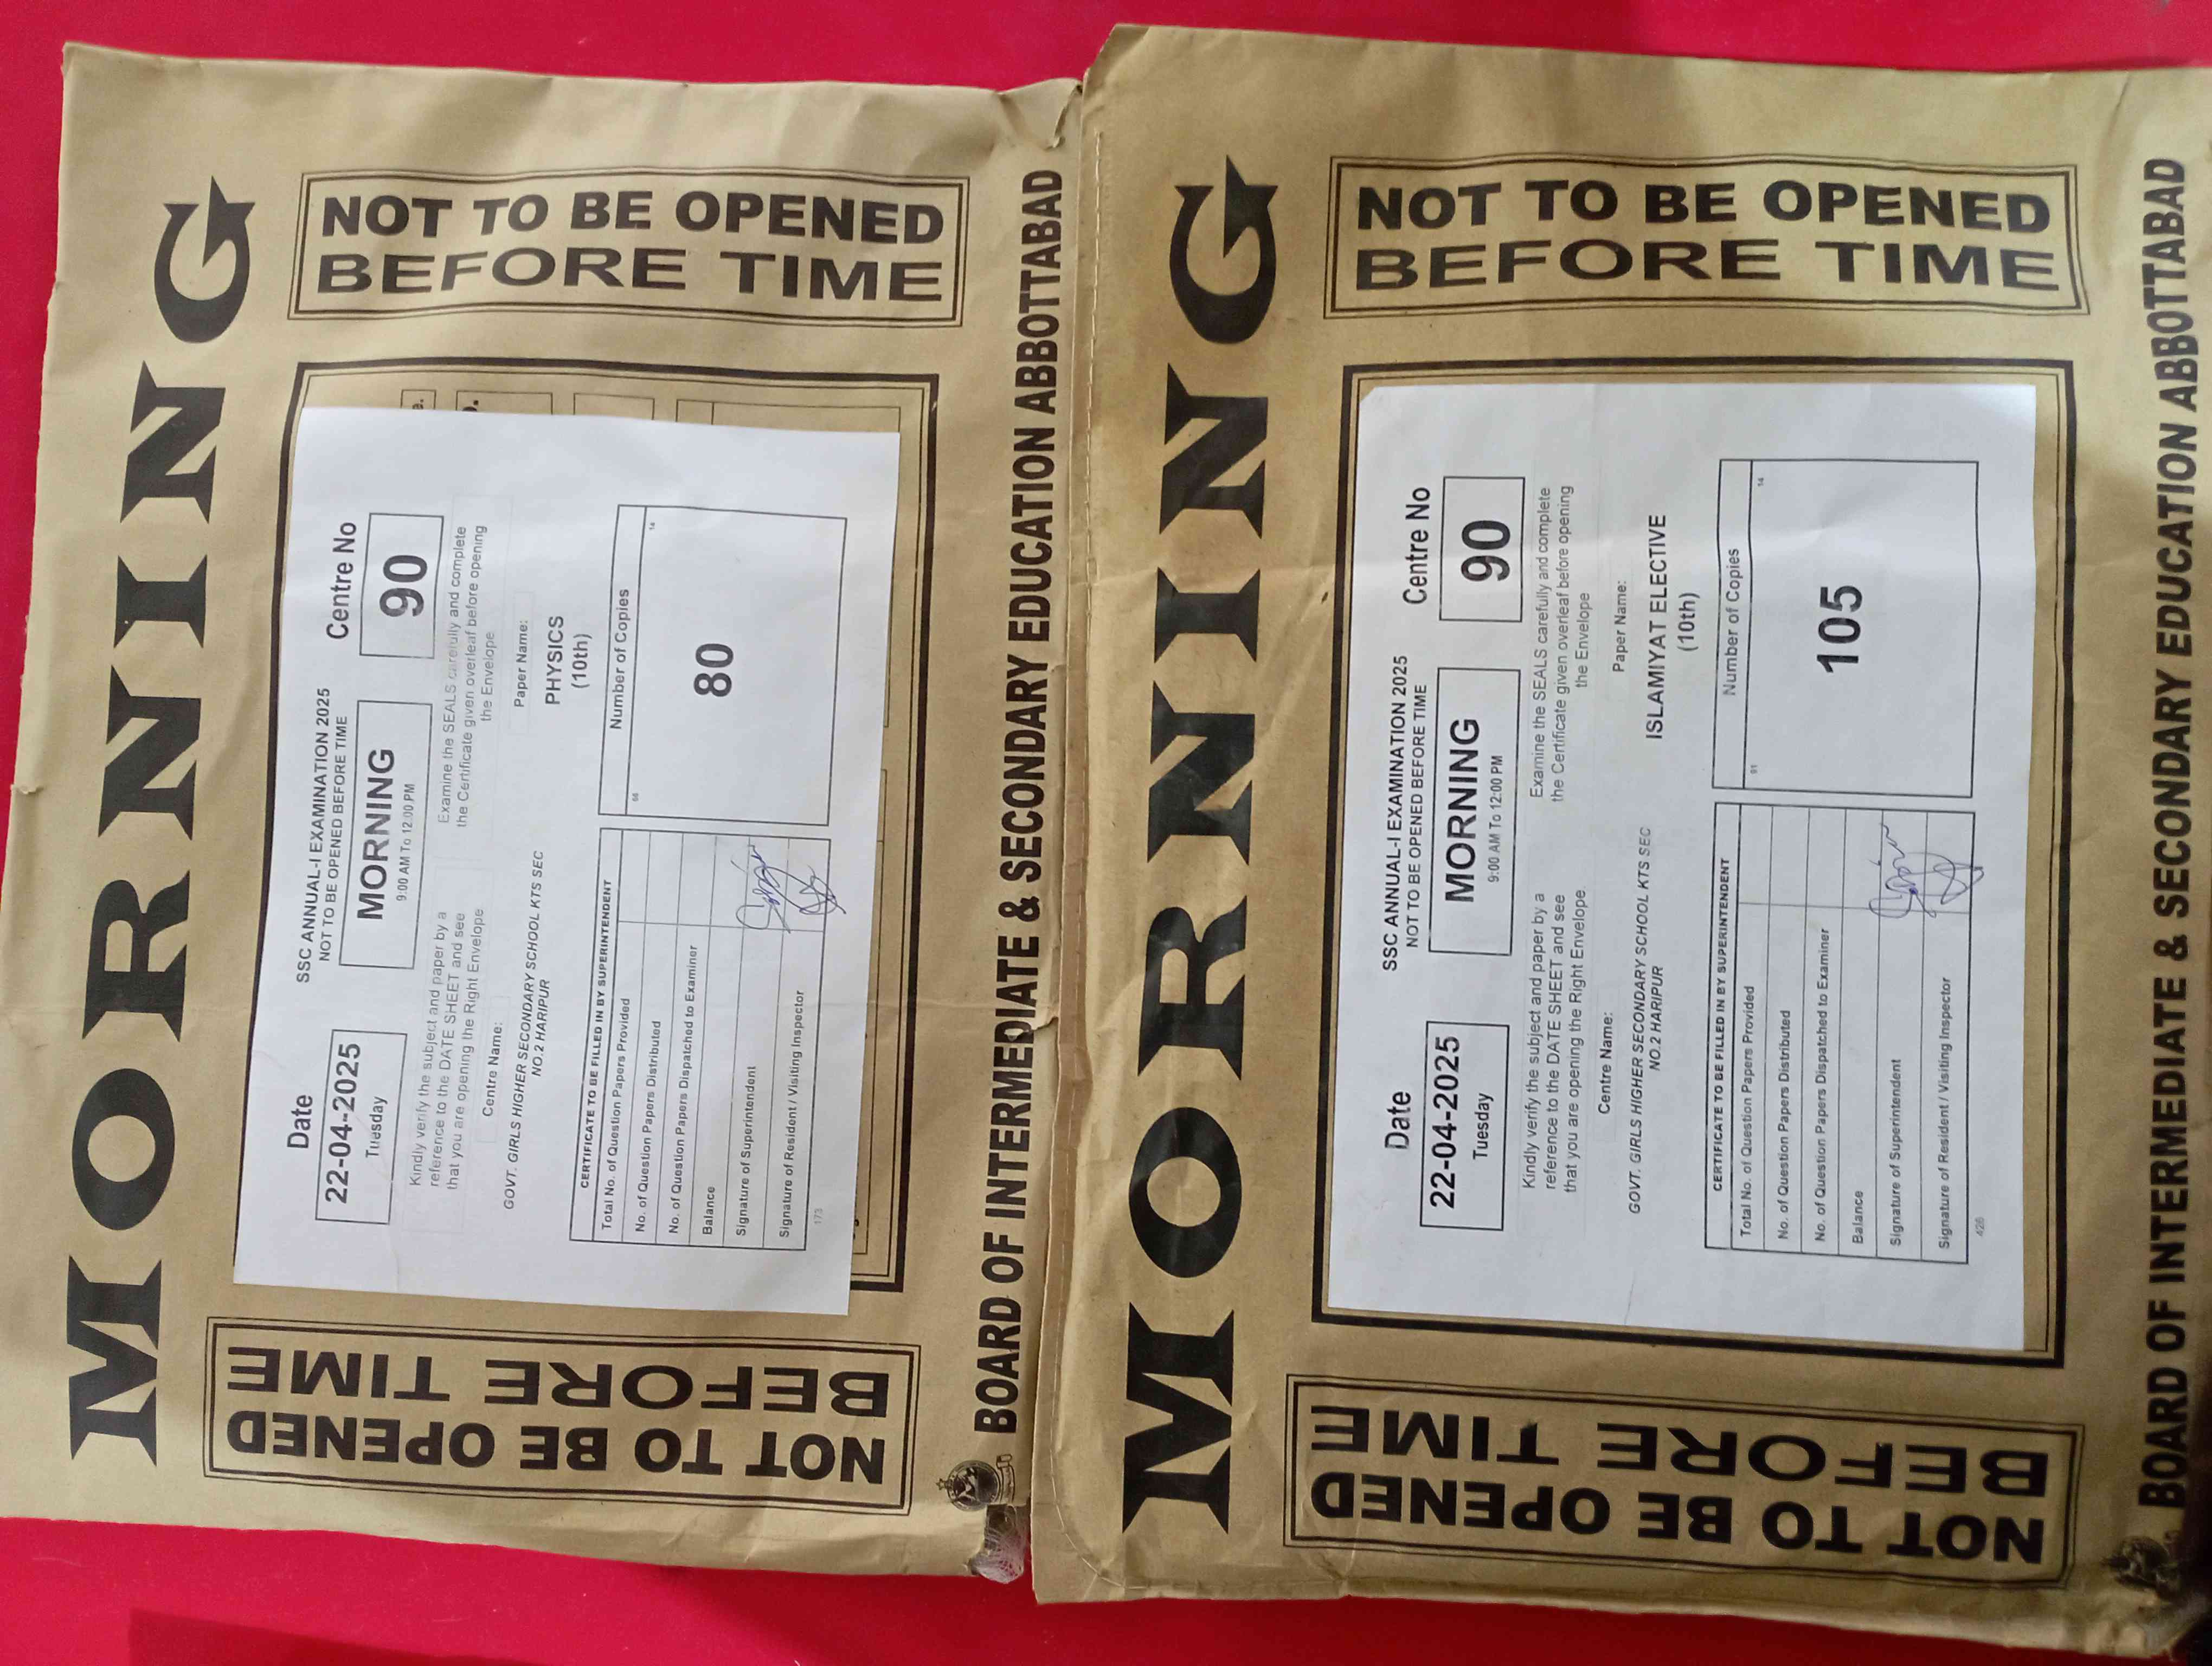 MORNING
NOT TO BE OPENED
BEFORE TIME
SSC ANNUAL-I EXAMINATION 2025
NOT TO BE OPENED BEFORE TIME
Date
22-04-2025
Tuesday
MORNING
9:00 AM To 12:00 PM
Centre No
90
Kindly verify the subject and paper by a
reference to the DATE SHEET and see
that you are opening the Right Envelope
Examine the SEALS carefully and complete
the Certificate given overleaf before opening
the Envelope
Centre Name:
GOVT. GIRLS HIGHER SECONDARY SCHOOL KTS SEC
NO.2 HARIPUR
Paper Name:
PHYSICS
(10th)
CERTIFICATE TO BE FILLED IN BY SUPERINTENDENT
Total No. of Question Papers Provided
No. of Question Papers Distributed
No. of Question Papers Dispatched to Examiner
Balance
Signature of Superintendent
Signature of Resident / Visiting Inspector
173
Number of Copies
14
80
NOT TO BE OPENED
BEFORE TIME
BOARD OF INTERMEDIATE & SECONDARY EDUCATION ABBOTTABAD
MORNING
NOT TO BE OPENED
BEFORE TIME
SSC ANNUAL-I EXAMINATION 2025
NOT TO BE OPENED BEFORE TIME
Date
22-04-2025
Tuesday
MORNING
9:00 AM To 12:00 PM
Centre No
90
Kindly verify the subject and paper by a
reference to the DATE SHEET and see
that you are opening the Right Envelope
Examine the SEALS carefully and complete
the Certificate given overleaf before opening
the Envelope
Centre Name:
GOVT. GIRLS HIGHER SECONDARY SCHOOL KTS SEC
NO.2 HARIPUR
Paper Name:
ISLAMIYAT ELECTIVE
(10th)
CERTIFICATE TO BE FILLED IN BY SUPERINTENDENT
Total No. of Question Papers Provided
No. of Question Papers Distributed
No. of Question Papers Dispatched to Examiner
Balance
Signature of Superintendent
Signature of Resident / Visiting Inspector
426
Number of Copies
91
14
105
NOT TO BE OPENED
BEFORE TIME
BOARD OF INTERMEDIATE & SECONDARY EDUCATION ABBOTTABAD